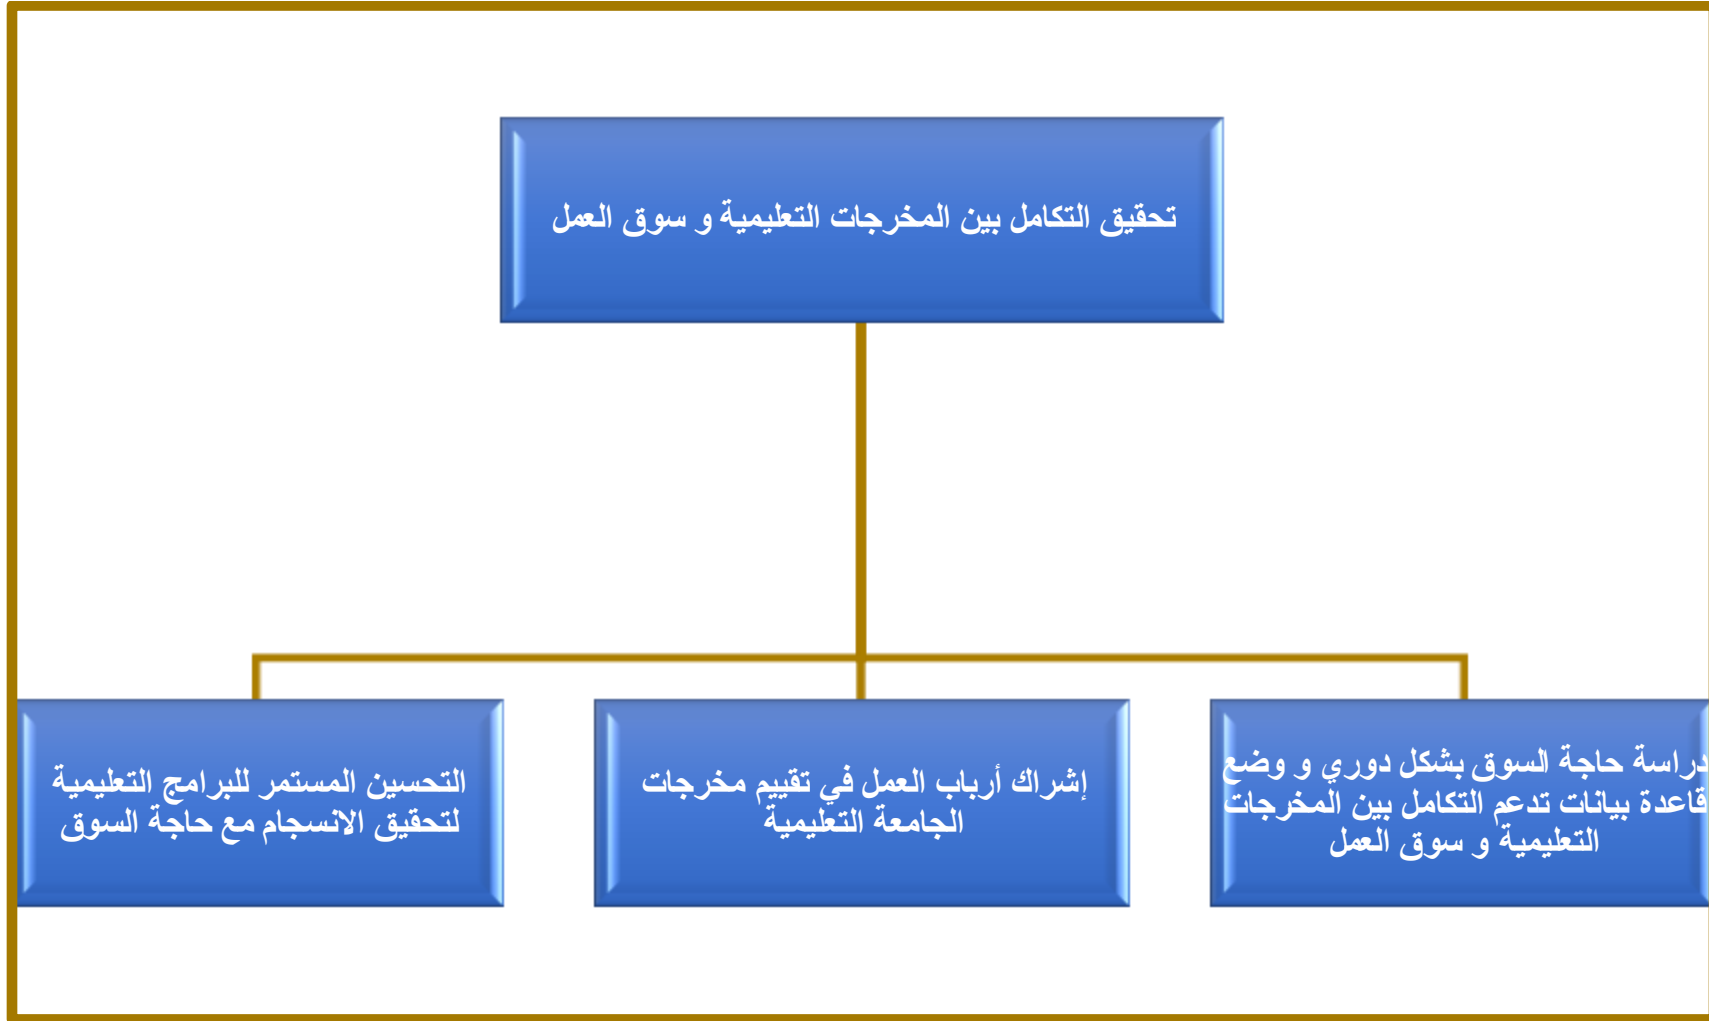 تحقيق التكامل بين المخرجات التعليمية و سوق العمل
دراسة حاجة السوق بشكل دوري و وضع
قاعدة بيانات تدعم التكامل بين المخرجات
التعليمية و سوق العمل
إشراك أرباب العمل في تقييم مخرجات
الجامعة التعليمية
التحسين المستمر للبرامج التعليمية
لتحقيق الانسجام مع حاجة السوق